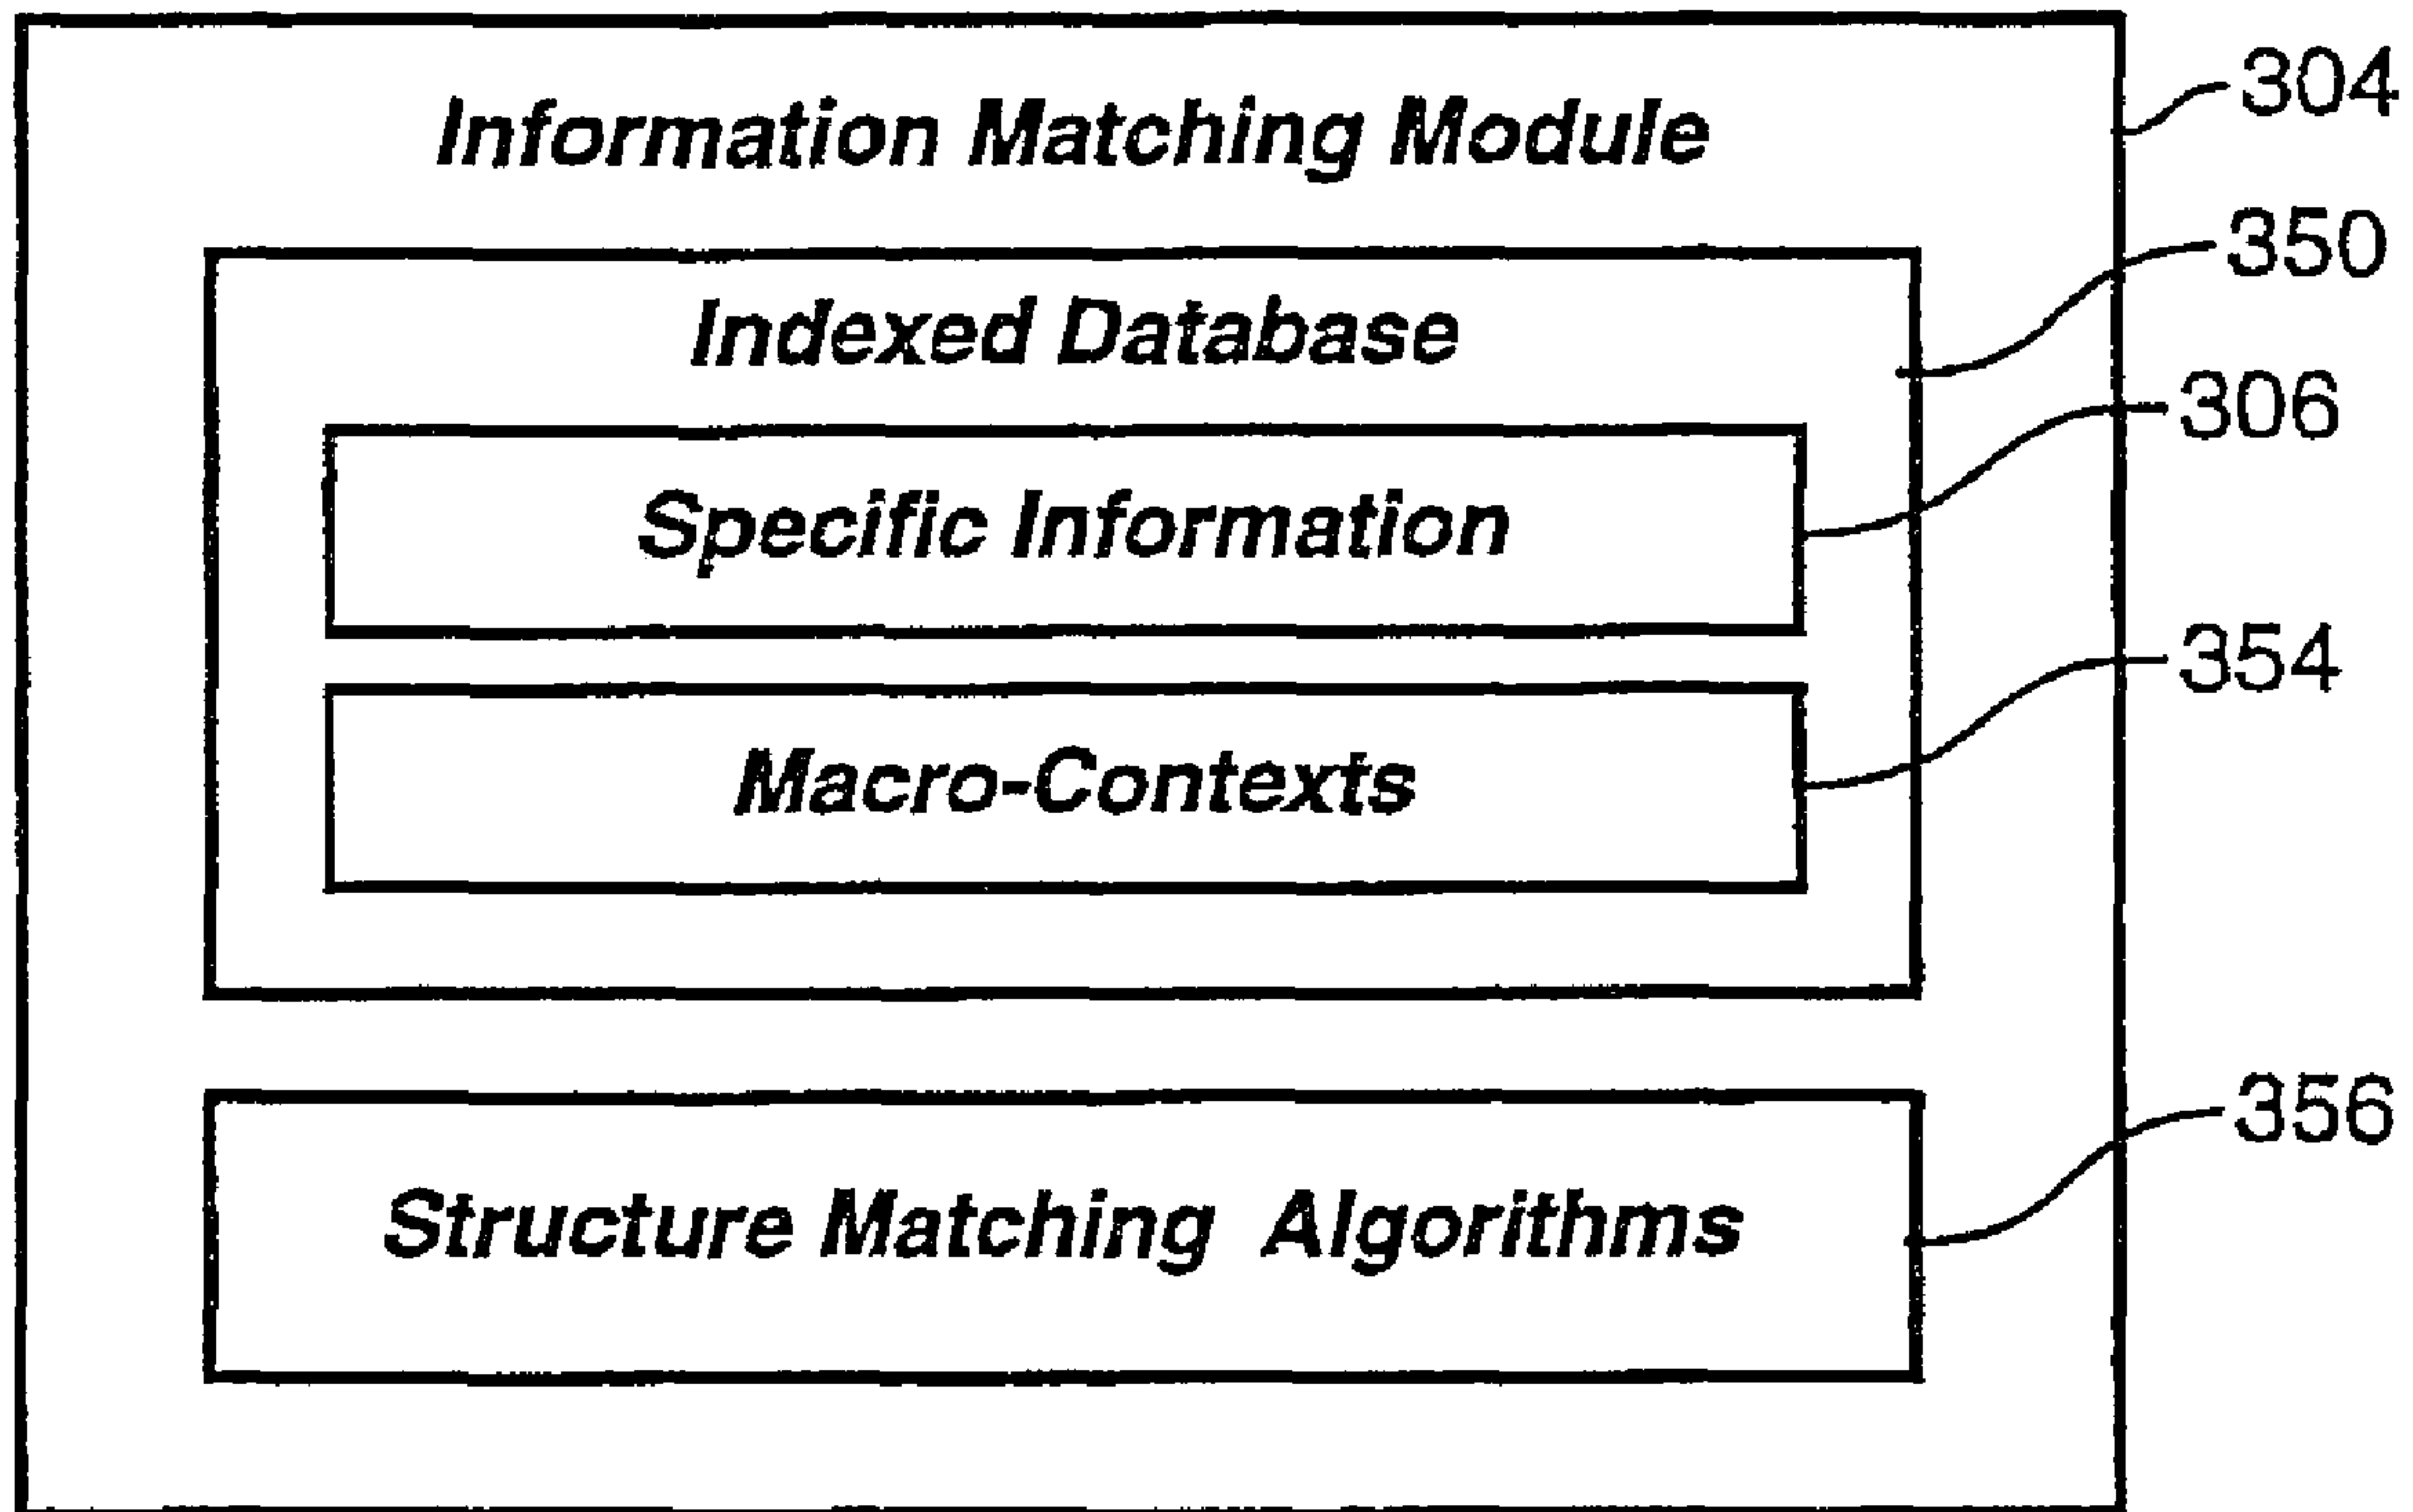 Information Matching Module
304
350
Indexed Database
306
Specific Information
354
Macro-Contexts
356
Structure Matching Algorithms